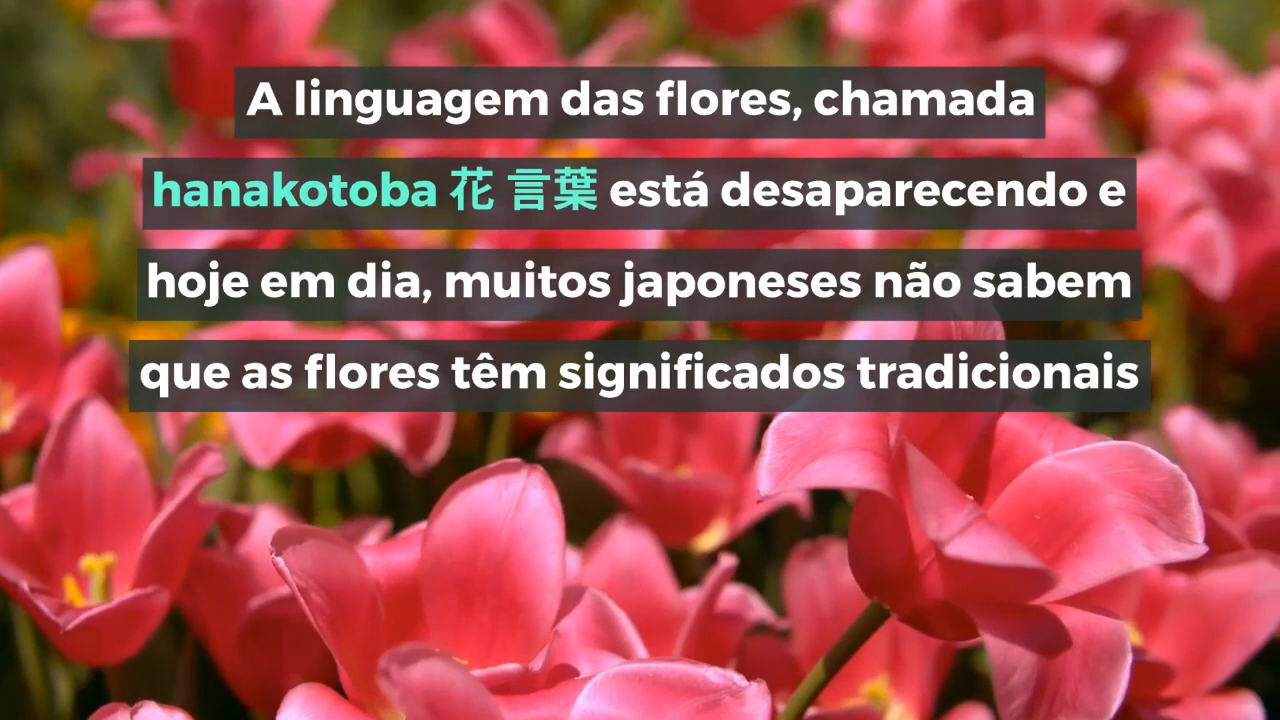 A linguagem das flores, chamada
hanakotoba 花 言葉 está desaparecendo e
hoje em dia, muitos japoneses não sabem
que as flores têm significados tradicionais